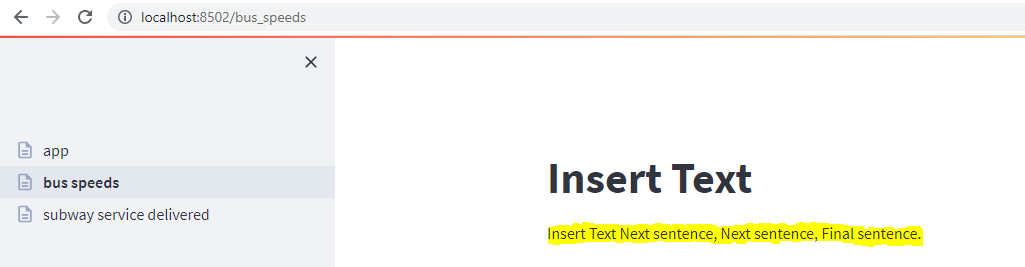 localhost:8502/bus_speeds
app
bus speeds
subway service delivered
Insert Text
Insert Text Next sentence, Next sentence, Final sentence.